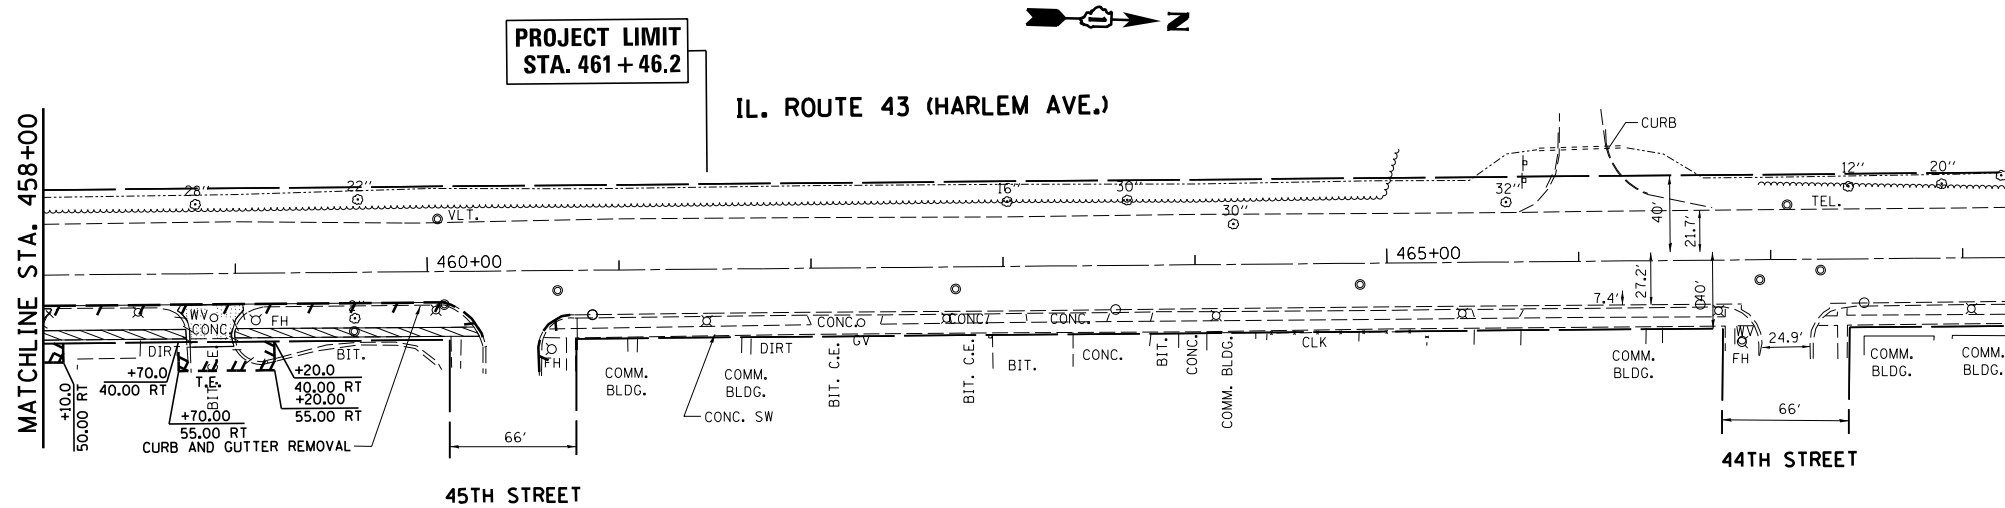 N
PROJECT LIMIT
STA. 461 + 46.2
IL. ROUTE 43 (HARLEM AVE.)
MATCHLINE STA. 458+00
CURB
28''
22''
16''
30''
32''
12''
20''
VLT.
30''
40'
21.7'
TEL.
460+00
465+00
7.4'
27.2'
40'
WV
CONC.
FH
CONC.
CONC.
CONC.
GV
WV
FH
24.9'
DIRT
BIT.
BIT. C.E.
T.E.
FH
COMM.
BLDG.
COMM.
BLDG.
DIRT
BIT. C.E.
BIT. C.E.
BIT.
CONC.
BIT.
CONC.
COMM. BLDG.
CLK
COMM.
BLDG.
COMM.
BLDG.
COMM.
BLDG.
+10.0
50.00 RT
+70.0
40.00 RT
+70.00
55.00 RT
+20.0
40.00 RT
+20.00
55.00 RT
CURB AND GUTTER REMOVAL
CONC. SW
66'
66'
45TH STREET
44TH STREET